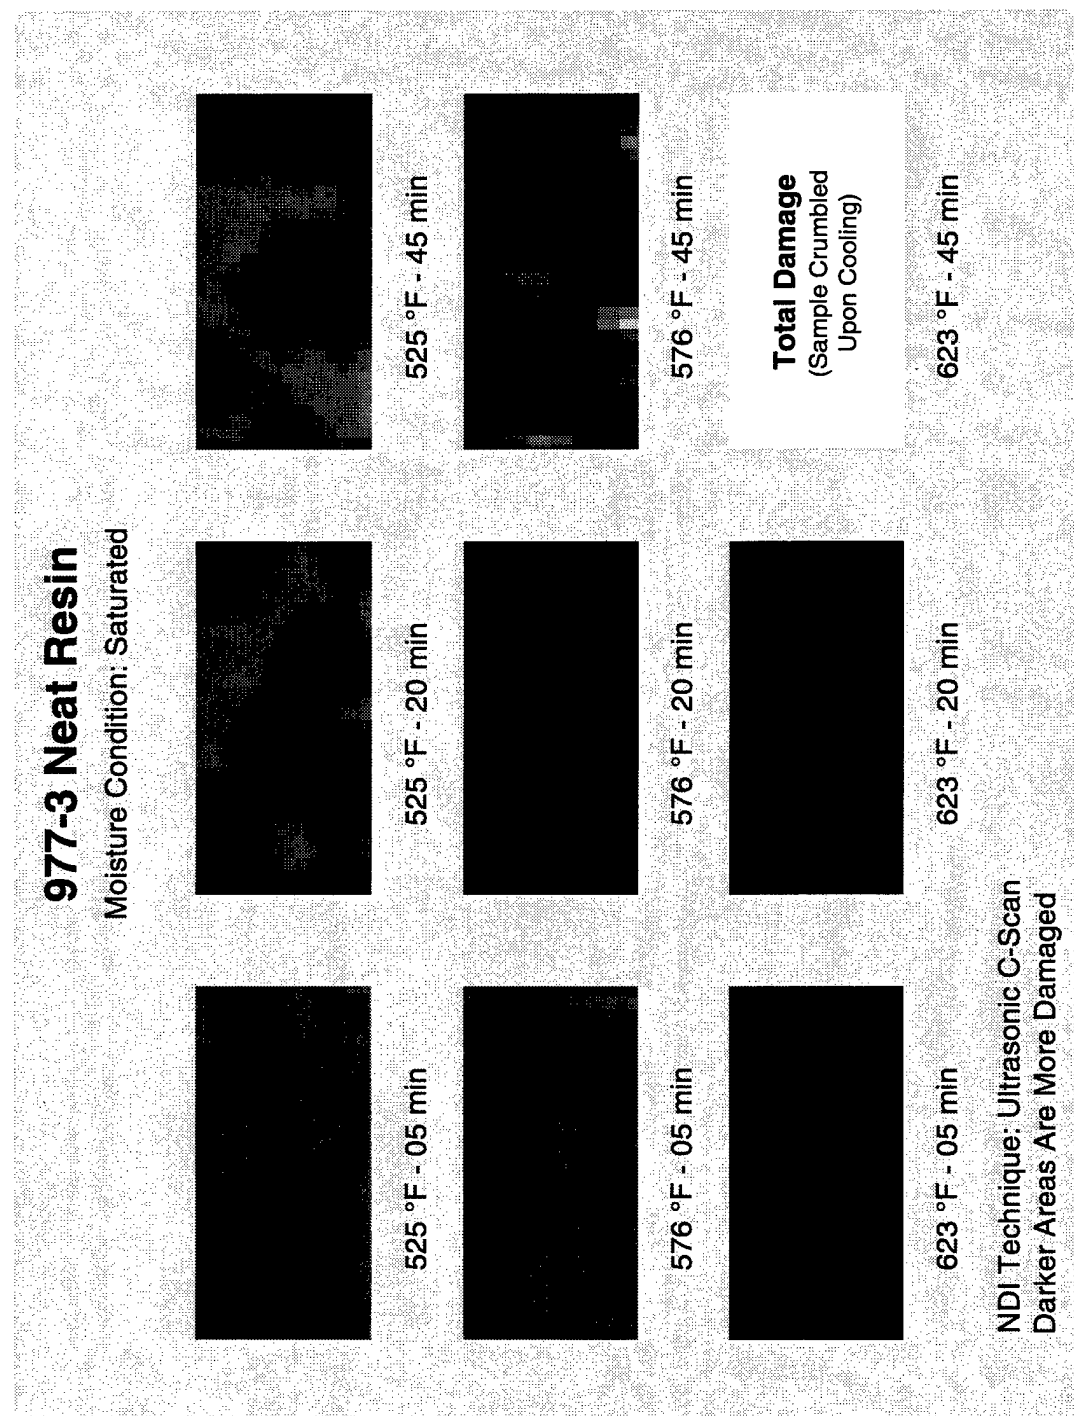 977-3 Neat Resin
Moisture Condition: Saturated
525 °F - 05 min
525 °F - 20 min
525 °F - 45 min
576 °F - 05 min
576 °F - 20 min
576 °F - 45 min
Total Damage
(Sample Crumbled
Upon Cooling)
623 °F - 05 min
623 °F - 20 min
623 °F - 45 min
NDI Technique: Ultrasonic C-Scan
Darker Areas Are More Damaged